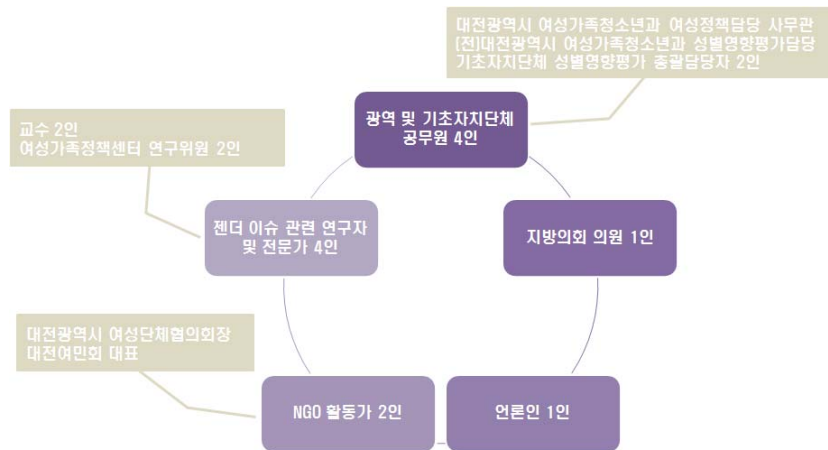 대전광역시 여성가족청소년과 여성정책담당 사무관
(전)대전광역시 여성가족청소년과 성별영향평가담당
기초자치단체 성별영향평가 총괄담당자 2인
광역 및 기초자치단체
공무원 4인
교수 2인
여성가족정책센터 연구위원 2인
젠더 이슈 관련 연구자
및 전문가 4인
지방의회 의원 1인
대전광역시 여성단체협의회장
대전여민회 대표
NGO 활동가 2인
언론인 1인